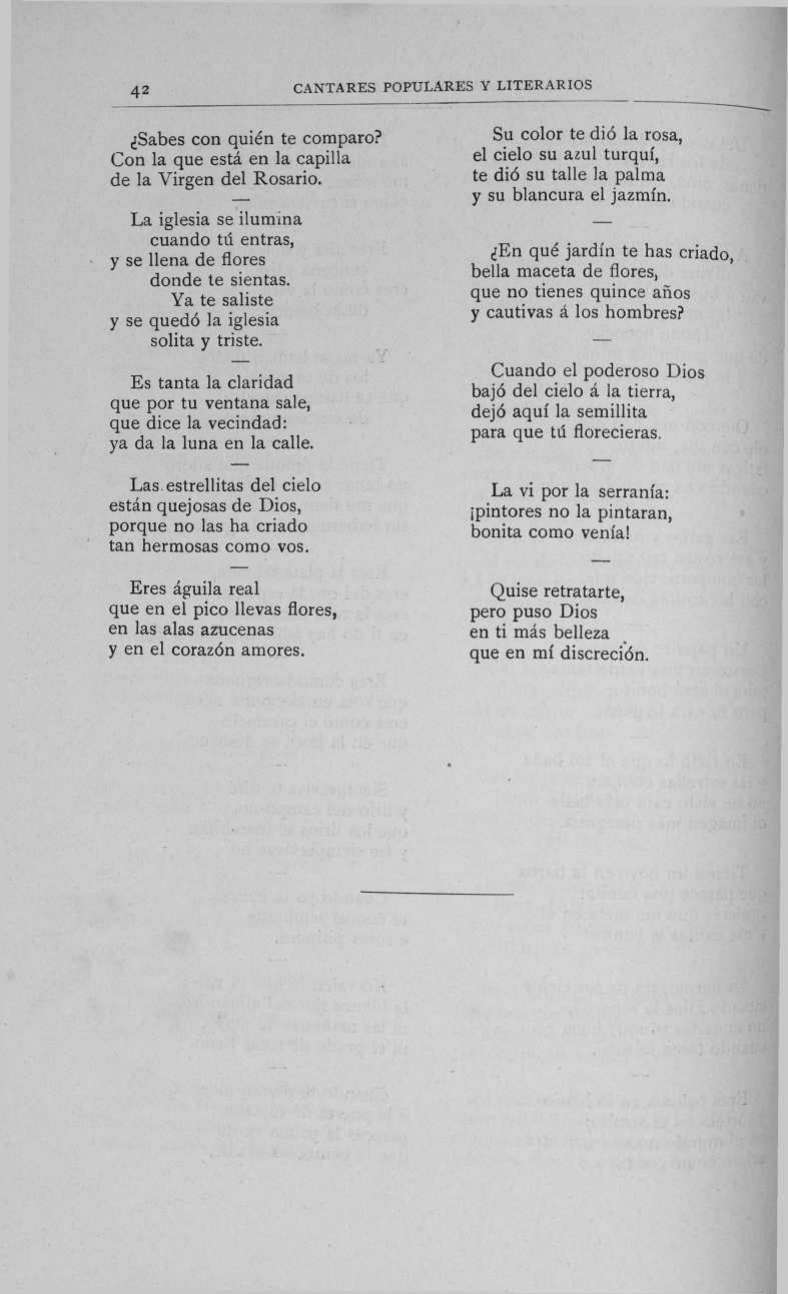 42
CANTARES POPULARES Y LITERARIOS
¿Sabes con quién te comparo?
Con la que está en la capilla
de la Virgen del Rosario.
—
La iglesia se ilumina
cuando tú entras,
y se llena de flores
donde te sientas.
Ya te saliste
y se quedó la iglesia
solita y triste.
—
Es tanta la claridad
que por tu ventana sale,
que dice la vecindad:
ya da la luna en la calle.
—
Las estrellitas del cielo
están quejosas de Dios,
porque no las ha criado
tan hermosas como vos.
—
Eres águila real
que en el pico llevas flores,
en las alas azucenas
y en el corazón amores.
Su color te dió la rosa,
el cielo su azul turquí,
te dió su talle la palma
y su blancura el jazmín.
—
¿En qué jardín te has criado,
bella maceta de flores,
que no tienes quince años
y cautivas á los hombres?
—
Cuando el poderoso Dios
bajó del cielo á la tierra,
dejó aquí la semillita
para que tú florecieras.
—
La vi por la serranía:
¡pintores no la pintaran,
bonita como venía!
—
Quise retratarte,
pero puso Dios
en ti más belleza
que en mí discreción.